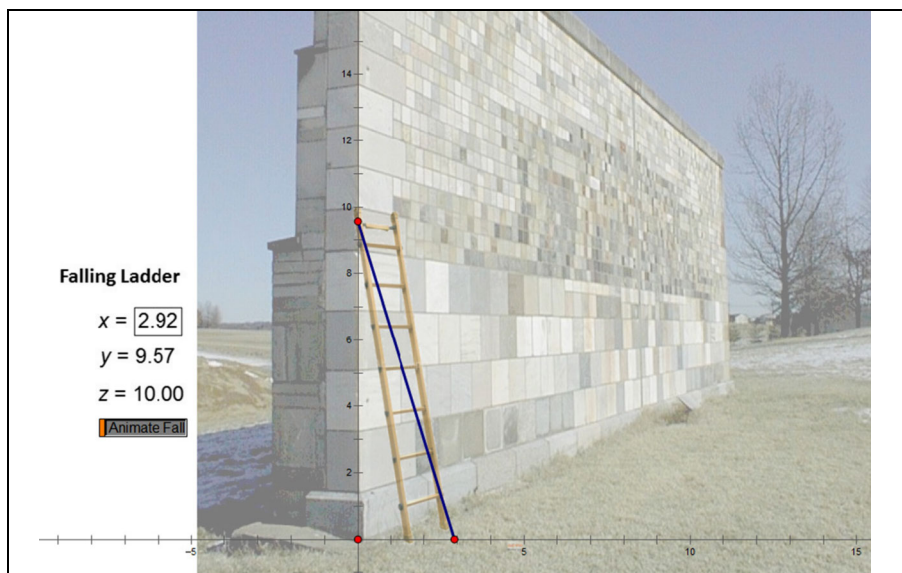 Falling Ladder
x = 2.92
y = 9.57
z = 10.00
Animate Fall
14
12
10
8
6
4
2
-5
5
10
15